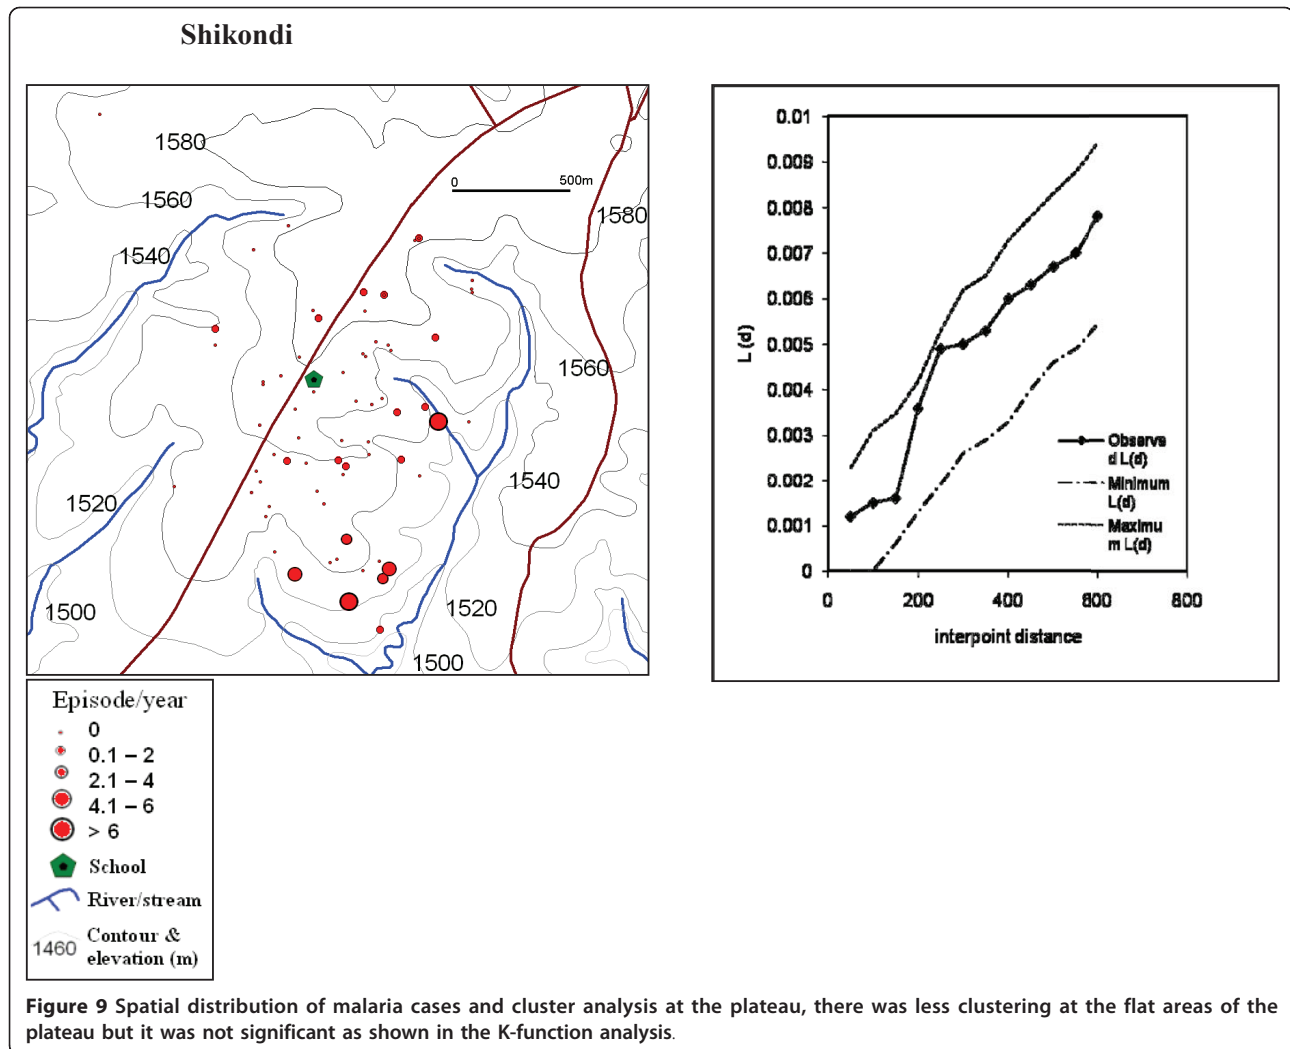 Shikondi
1580
1560
1540
1520
1500
0 500m
1580
1560
1540
1520
1500
Episode/year
0
0.1 – 2
2.1 – 4
4.1 – 6
> 6
School
River/stream
1460 Contour &
elevation (m)
0.01
0.009
0.008
0.007
0.006
0.005
0.004
0.003
0.002
0.001
0
L (d)
0 200 400 600 800
interpoint distance
Observe
d L(d)
Minimum
L(d)
Maximu
m L(d)
Figure 9 Spatial distribution of malaria cases and cluster analysis at the plateau, there was less clustering at the flat areas of the
plateau but it was not significant as shown in the K-function analysis.